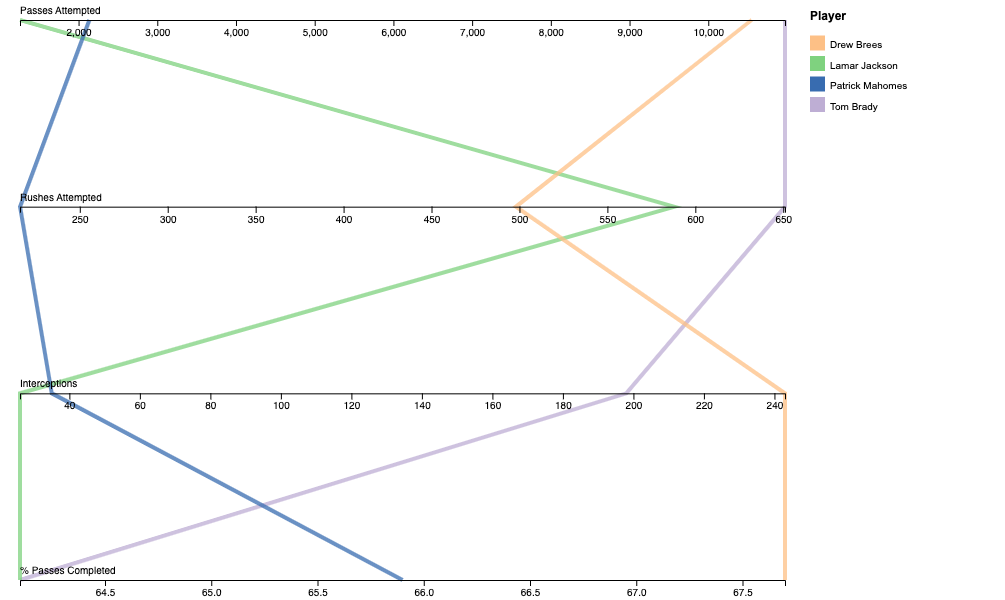 Passes Attempted
2,000 3,000 4,000 5,000 6,000 7,000 8,000 9,000 10,000
Rushes Attempted
250 300 350 400 450 500 550 600 650
Interceptions
40 60 80 100 120 140 160 180 200 220 240
% Passes Completed
64.5 65.0 65.5 66.0 66.5 67.0 67.5
Player
Drew Brees
Lamar Jackson
Patrick Mahomes
Tom Brady